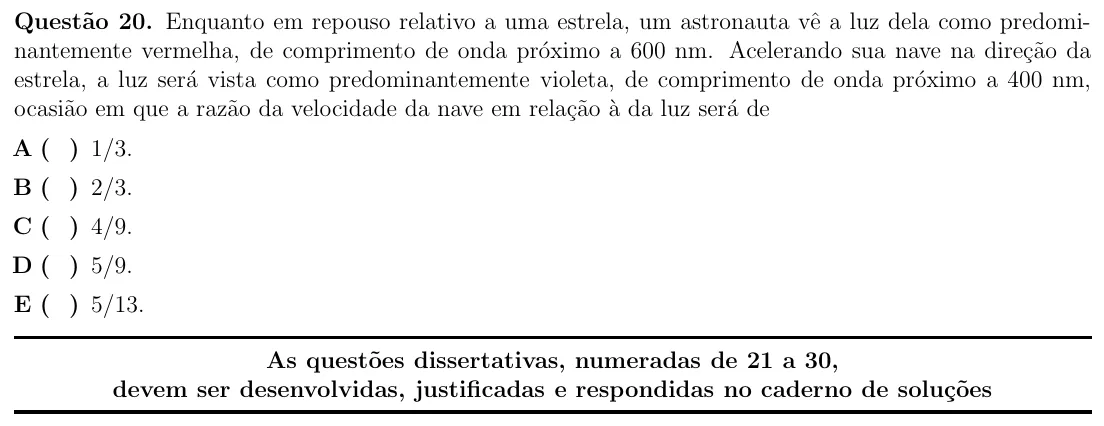 Questão 20. Enquanto em repouso relativo a uma estrela, um astronauta vê a luz dela como predomi-
nantemente vermelha, de comprimento de onda próximo a 600 nm. Acelerando sua nave na direção da
estrela, a luz será vista como predominantemente violeta, de comprimento de onda próximo a 400 nm,
ocasião em que a razão da velocidade da nave em relação à da luz será de
A ( ) 1/3.
B ( ) 2/3.
C ( ) 4/9.
D ( ) 5/9.
E ( ) 5/13.
As questões dissertativas, numeradas de 21 a 30,
devem ser desenvolvidas, justificadas e respondidas no caderno de soluções